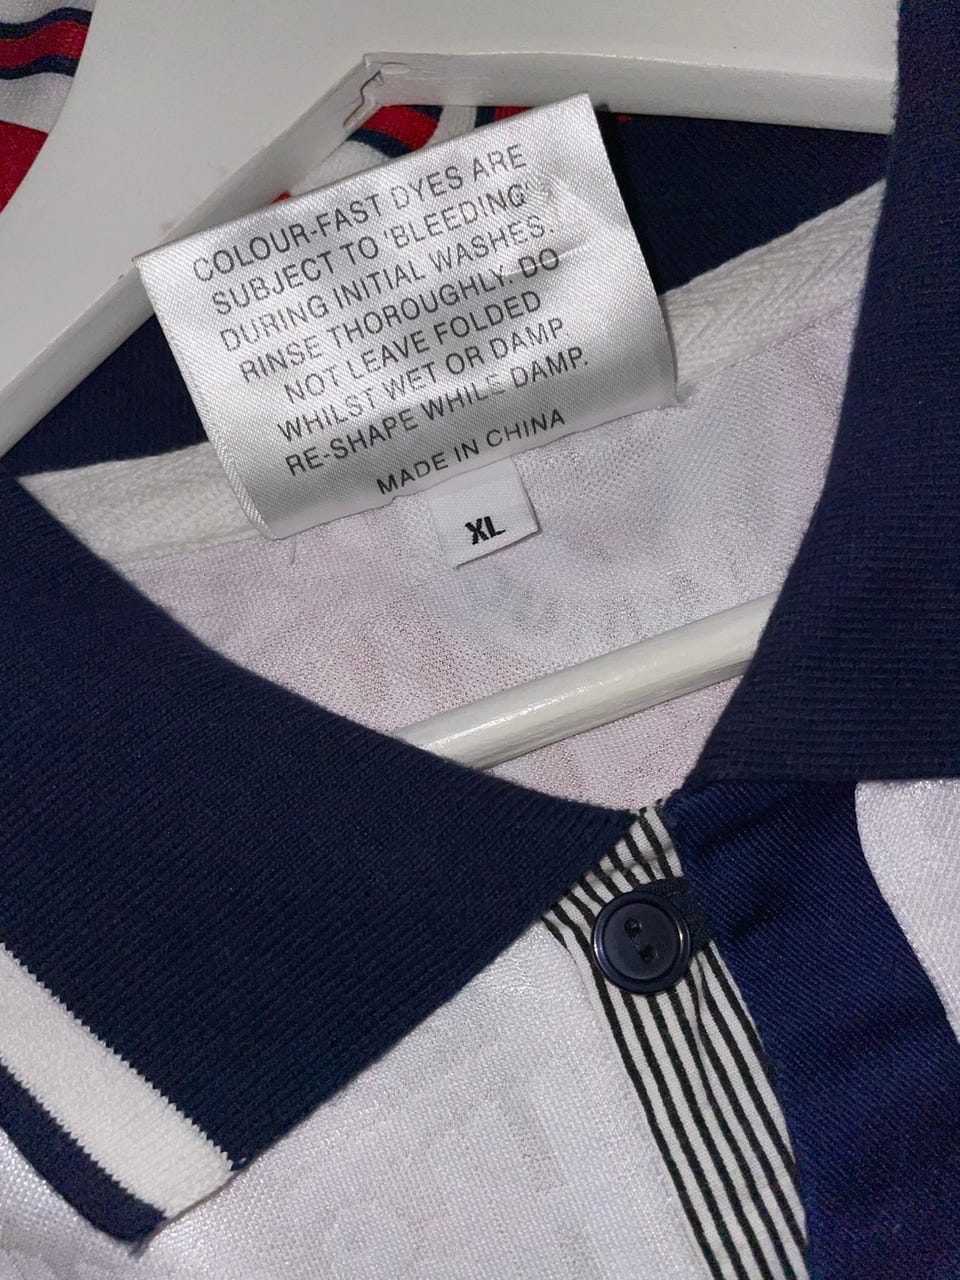 COLOUR-FAST DYES ARE
SUBJECT TO 'BLEEDING'
DURING INITIAL WASHES.
RINSE THOROUGHLY. DO
NOT LEAVE FOLDED
WHILST WET OR DAMP
RE-SHAPE WHILE DAMP.
MADE IN CHINA
XL